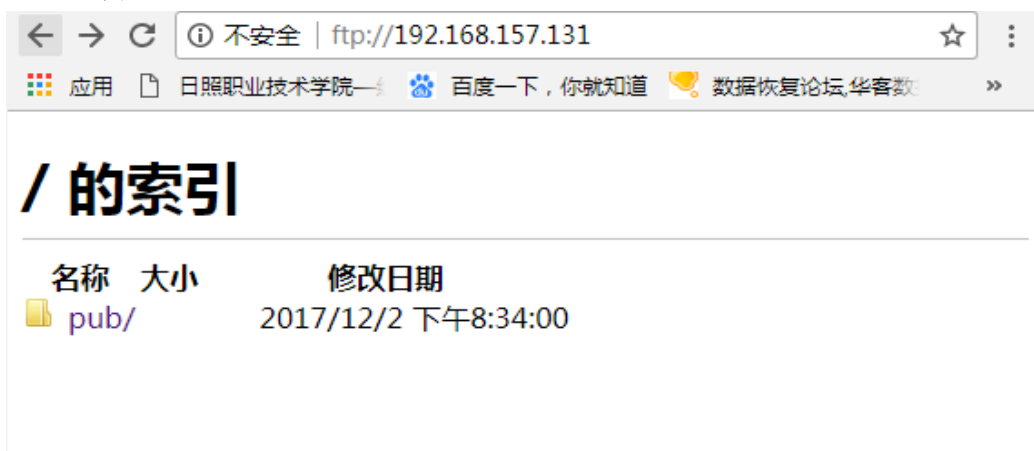 不安全 | ftp://192.168.157.131
应用 日照职业技术学院— 百度一下，你就知道 数据恢复论坛,华客数 »
/ 的索引
名称 大小 修改日期
pub/ 2017/12/2 下午8:34:00